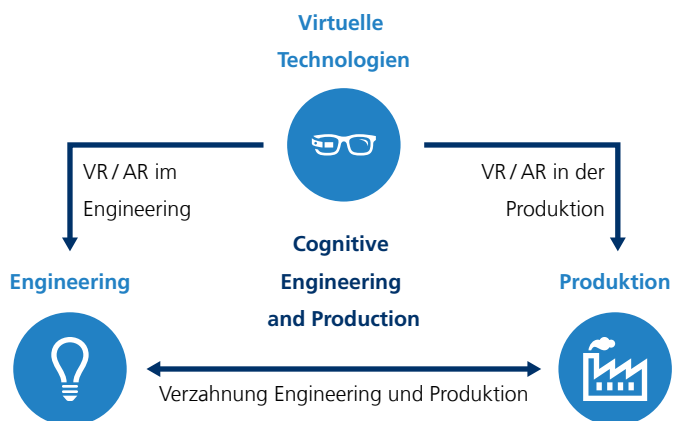 Virtuelle
Technologien
VR / AR im
Engineering
VR / AR in der
Produktion
Cognitive
Engineering
and Production
Engineering
Produktion
Verzahnung Engineering und Produktion